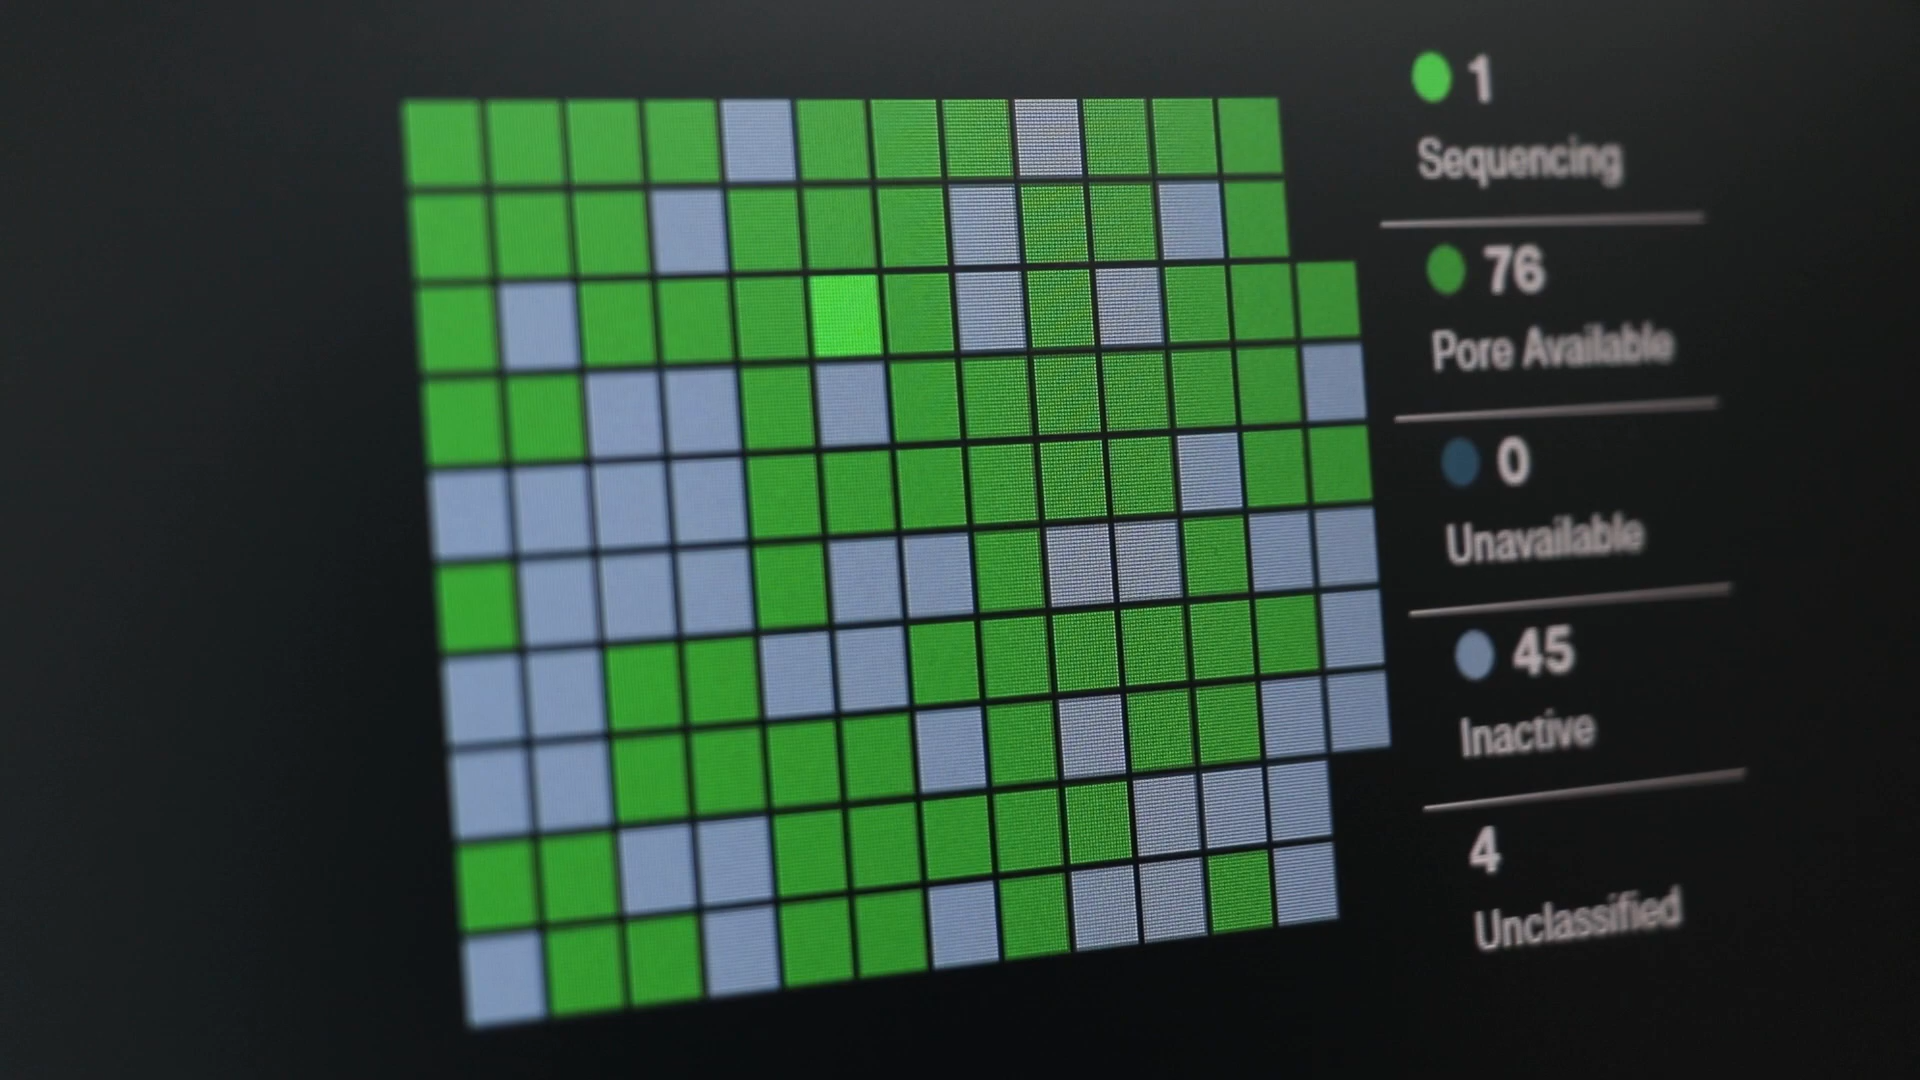 1
Sequencing
76
Pore Available
0
Unavailable
45
Inactive
4
Unclassified